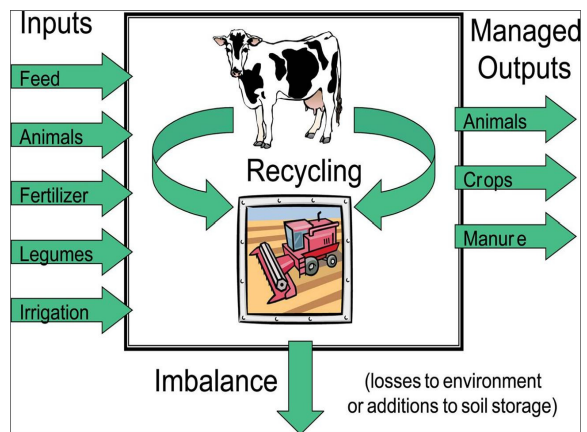 Inputs
Feed
Animals
Fertilizer
Legumes
Irrigation
Recycling
Managed
Outputs
Animals
Crops
Manure
Imbalance
(losses to environment
or additions to soil storage)